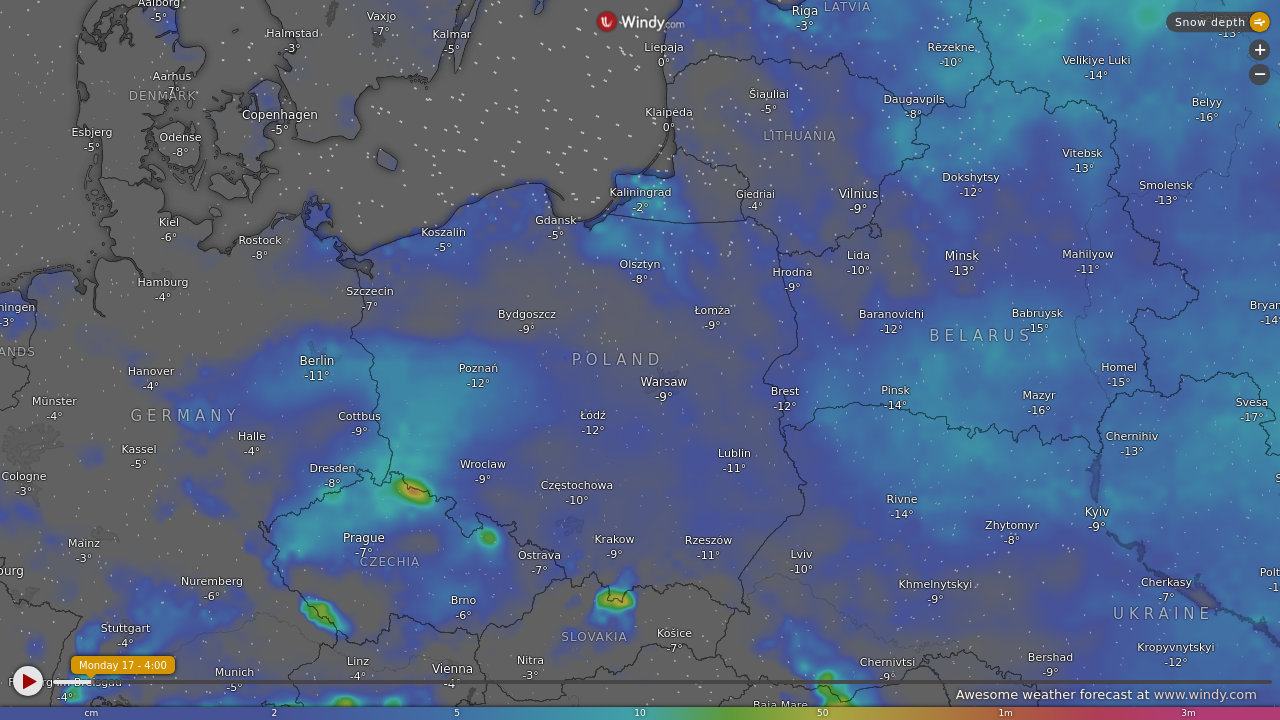 Aalborg
-5°
Vaxjo
-7°
Halmstad
-3°
Kalmar
-5°
Windy.com
Riga
-3°
LATVIA
Snow depth
-13°
Liepaja
0°
Rēzekne
-10°
Velikiye Luki
-14°
Aarhus
-7°
DENMARK
Šiauliai
-5°
Daugavpils
-8°
Belyy
-16°
Copenhagen
-5°
Klaipėda
0°
Esbjerg
-5°
Odense
-8°
LITHUANIA
Vitebsk
-13°
Dokshytsy
-12°
Smolensk
-13°
Kaliningrad
-2°
Giedriai
-4°
Vilnius
-9°
Kiel
-6°
Gdansk
-5°
Rostock
-8°
Koszalin
-5°
Lida
-10°
Minsk
-13°
Mahilyow
-11°
Olsztyn
-8°
Hrodna
-9°
Hamburg
-4°
Szczecin
-7°
ningen
-3°
Bydgoszcz
-9°
Łomża
-9°
Baranovichi
-12°
Babruysk
-15°
Bryan
-14°
BELARUS
ANDS
Berlin
-11°
POLAND
Hanover
-4°
Poznań
-12°
Warsaw
-9°
Homel
-15°
Brest
-12°
Pinsk
-14°
Mazyr
-16°
Münster
-4°
Svesa
-17°
GERMANY
Cottbus
-9°
Łódź
-12°
Halle
-4°
Chernihiv
-13°
Kassel
-5°
Lublin
-11°
Cologne
-3°
Dresden
-8°
Wroclaw
-9°
Częstochowa
-10°
Rivne
-14°
Kyiv
-9°
Zhytomyr
-8°
Mainz
-3°
Prague
-7°
CZECHIA
Krakow
-9°
Rzeszów
-11°
Ostrava
-7°
Lviv
-10°
burg
Nuremberg
-6°
Khmelnytskyi
-9°
Cherkasy
-7°
Polt
Brno
-6°
UKRAINE
Stuttgart
-4°
SLOVAKIA
Košice
-7°
Kropyvnytskyi
-12°
Monday 17 - 4:00
Munich
-5°
Linz
-4°
Vienna
-4°
Nitra
-3°
Chernivtsi
-9°
Bershad
-9°
-4°
Baia Mare
Awesome weather forecast at www.windy.com
cm 2 5 10 50 1m 3m